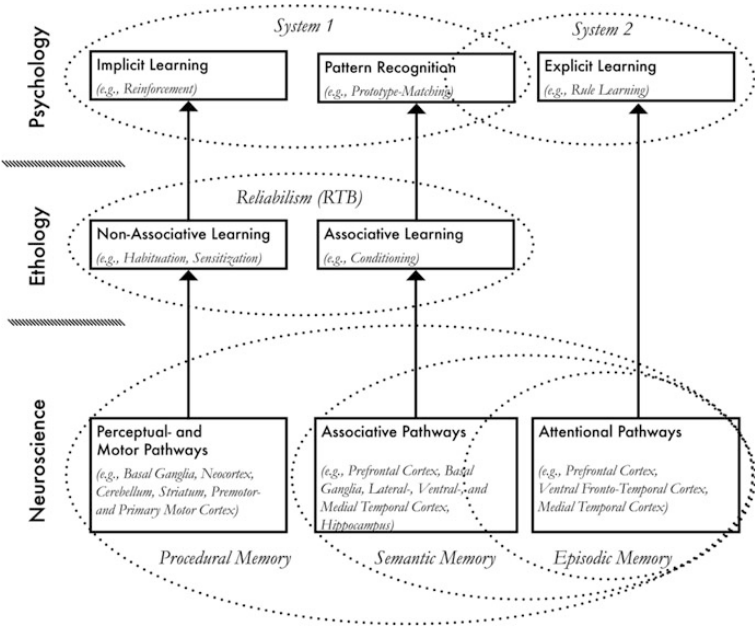 System 1
System 2
Psychology
Implicit Learning
(e.g., Reinforcement)
Pattern Recognition
(e.g., Prototype-Matching)
Explicit Learning
(e.g., Rule Learning)
Ethology
Reliabilism (RTB)
Non-Associative Learning
(e.g., Habituation, Sensitization)
Associative Learning
(e.g., Conditioning)
Neuroscience
Perceptual- and
Motor Pathways
(e.g., Basal Ganglia, Neocortex,
Cerebellum, Striatum, Premotor-
and Primary Motor Cortex)
Associative Pathways
(e.g., Prefrontal Cortex, Basal
Ganglia, Lateral-, Ventral-, and
Medial Temporal Cortex,
Hippocampus)
Attentional Pathways
(e.g., Prefrontal Cortex,
Ventral Fronto-Temporal Cortex,
Medial Temporal Cortex)
Procedural Memory
Semantic Memory
Episodic Memory